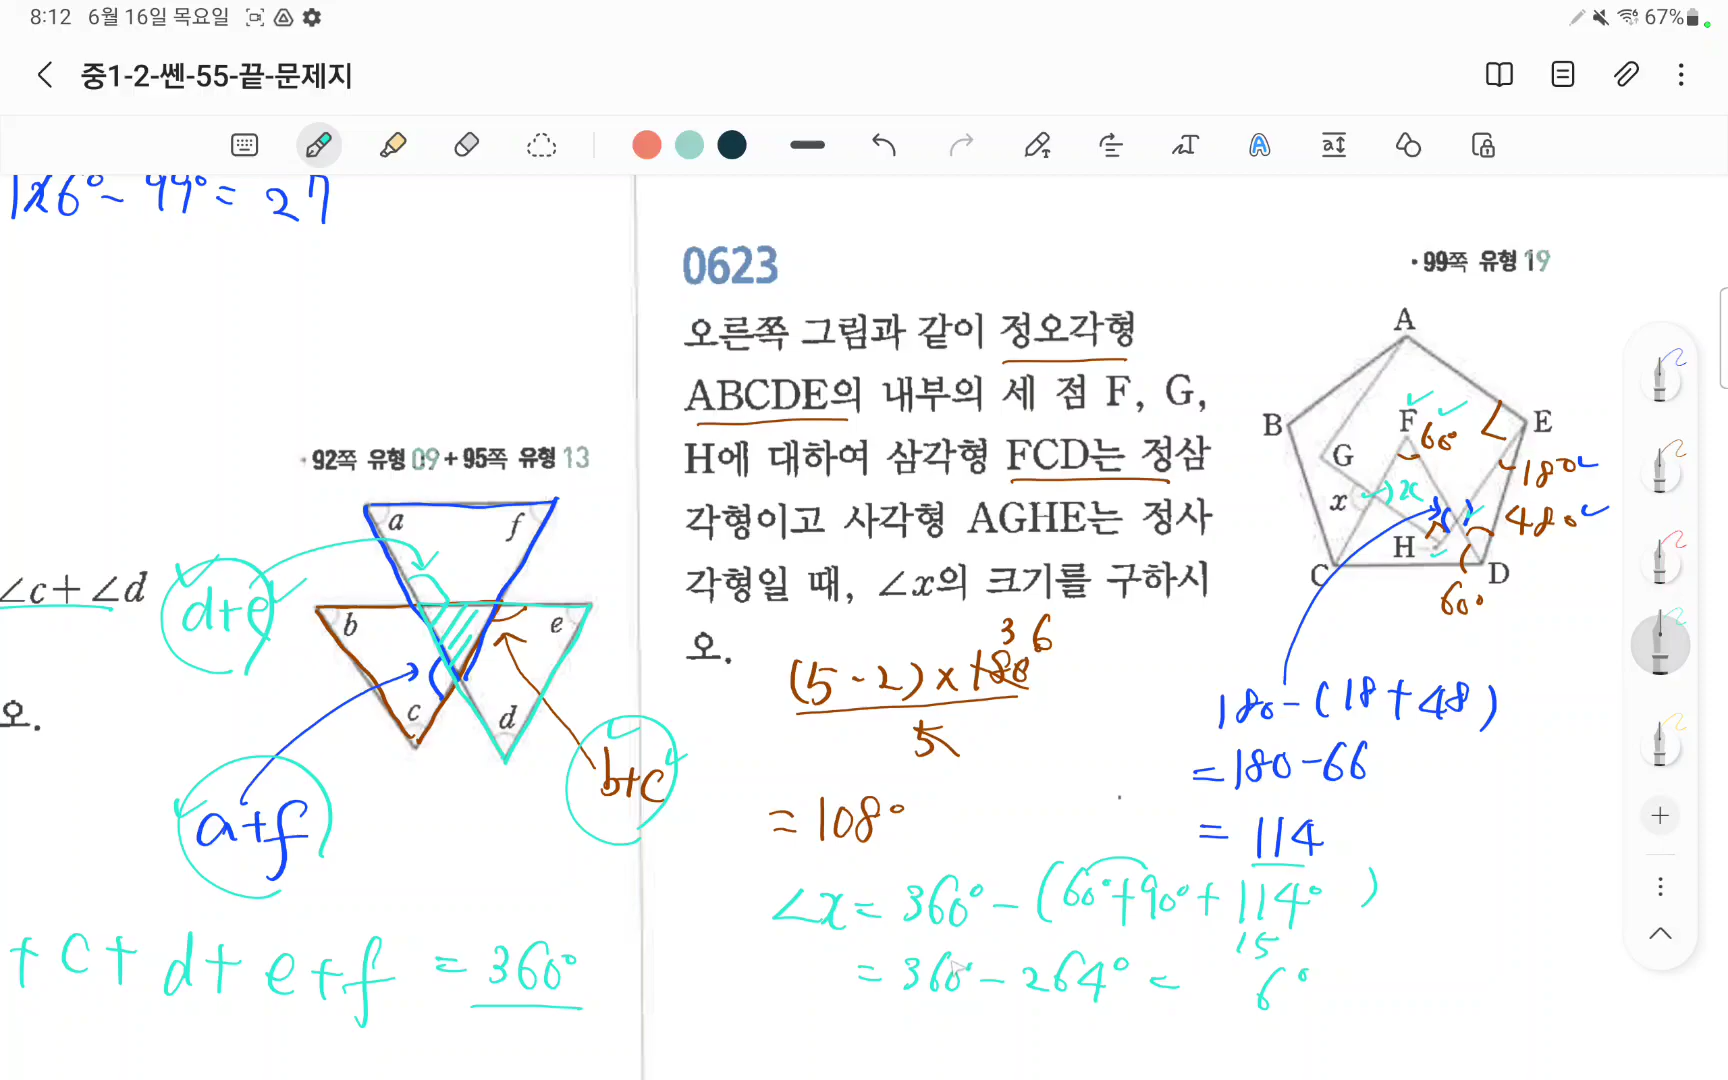 8:12 6월 16일 목요일
67%
중1-2-쎈-55-끝-문제지
- 44° = 27
• 92쪽 유형 09 + 95쪽 유형 13
a f
∠c+∠d
d+e
b e
c d
오.
a+f
b+c
+ c + d + e + f = 360°
0623
• 99쪽 유형 19
오른쪽 그림과 같이 정오각형
ABCDE의 내부의 세 점 F, G,
H에 대하여 삼각형 FCD는 정삼
각형이고 사각형 AGHE는 정사
각형일 때, ∠x의 크기를 구하시
오.
A
B F 60° E
G 18°
x x 48°
H
C D
60°
36
(5-2)×180
5
= 108°
180-(18+48)
= 180-66
= 114
∠x = 360° - (60°+90°+114°)
15
= 360° - 264° = 6°